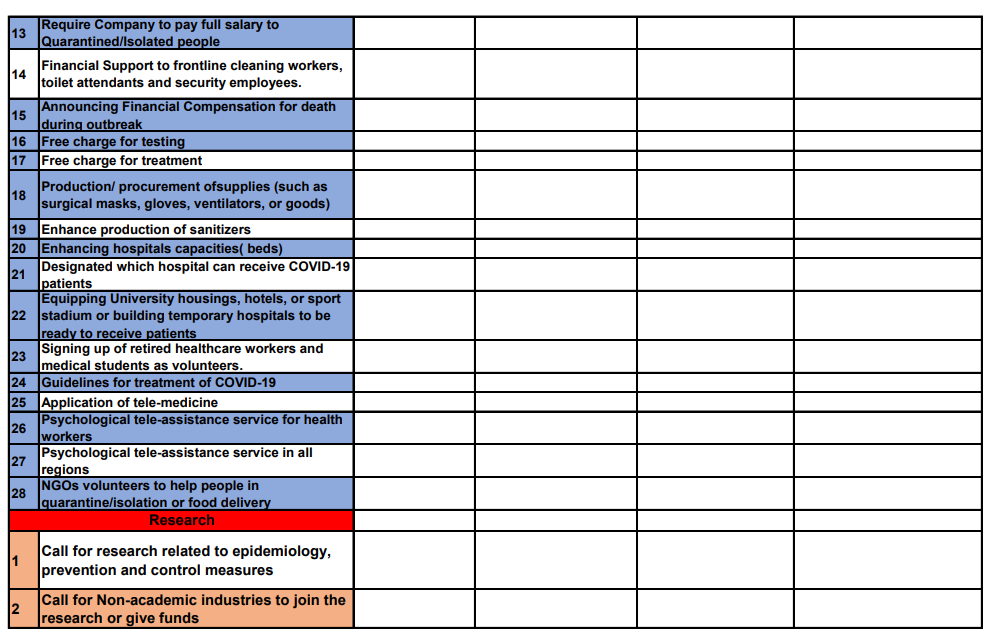 13 Require Company to pay full salary to
Quarantined/Isolated people
14 Financial Support to frontline cleaning workers,
toilet attendants and security employees.
15 Announcing Financial Compensation for death
during outbreak
16 Free charge for testing
17 Free charge for treatment
18 Production/ procurement ofsupplies (such as
surgical masks, gloves, ventilators, or goods)
19 Enhance production of sanitizers
20 Enhancing hospitals capacities( beds)
21 Designated which hospital can receive COVID-19
patients
22 Equipping University housings, hotels, or sport
stadium or building temporary hospitals to be
ready to receive patients
23 Signing up of retired healthcare workers and
medical students as volunteers.
24 Guidelines for treatment of COVID-19
25 Application of tele-medicine
26 Psychological tele-assistance service for health
workers
27 Psychological tele-assistance service in all
regions
28 NGOs volunteers to help people in
quarantine/isolation or food delivery
Research
1 Call for research related to epidemiology,
prevention and control measures
2 Call for Non-academic industries to join the
research or give funds